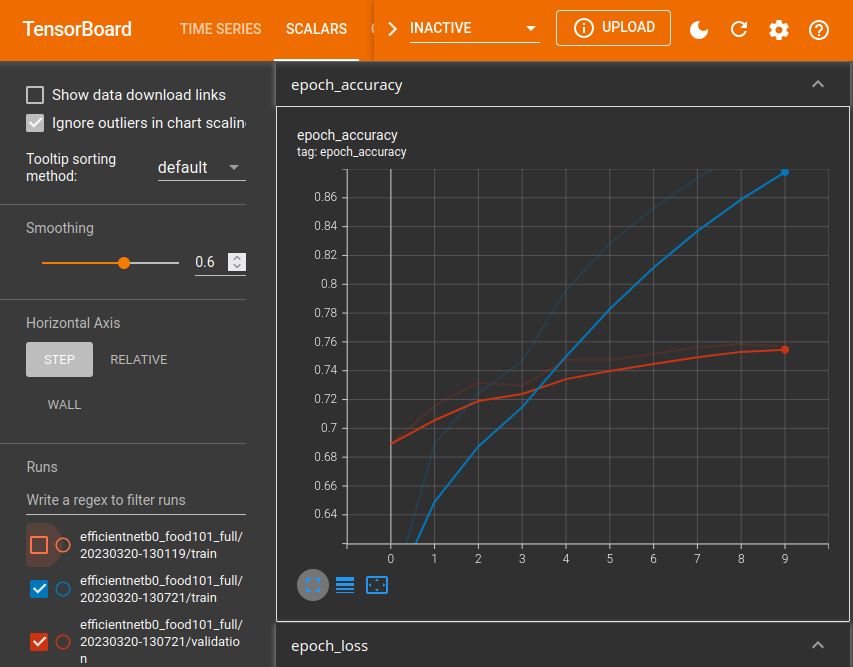 TensorBoard
TIME SERIES
SCALARS
INACTIVE
UPLOAD
Show data download links
Ignore outliers in chart scalin
Tooltip sorting
method:
default
Smoothing
0.6
Horizontal Axis
STEP
RELATIVE
WALL
Runs
Write a regex to filter runs
efficientnetb0_food101_full/
20230320-130119/train
efficientnetb0_food101_full/
20230320-130721/train
efficientnetb0_food101_full/
20230320-130721/validatio
n
epoch_accuracy
epoch_accuracy
tag: epoch_accuracy
0.86
0.84
0.82
0.8
0.78
0.76
0.74
0.72
0.7
0.68
0.66
0.64
0 1 2 3 4 5 6 7 8 9
epoch_loss